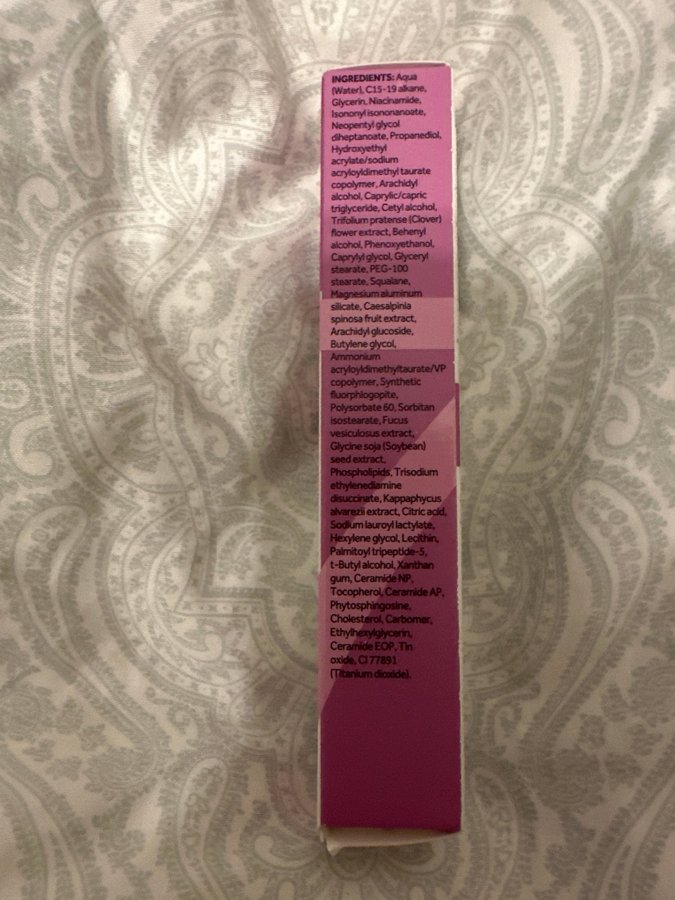 INGREDIENTS: Aqua
(Water), C15-19 alkane,
Glycerin, Niacinamide,
Isononyl isononanoate,
Neopentyl glycol
diheptanoate, Propanediol,
Hydroxyethyl
acrylate/sodium
acryloyldimethyl taurate
copolymer, Arachidyl
alcohol, Caprylic/capric
triglyceride, Cetyl alcohol,
Trifolium pratense (Clover)
flower extract, Behenyl
alcohol, Phenoxyethanol,
Caprylyl glycol, Glyceryl
stearate, PEG-100
stearate, Squalane,
Magnesium aluminum
silicate, Caesalpinia
spinosa fruit extract,
Arachidyl glucoside,
Butylene glycol,
Ammonium
acryloyldimethyltaurate/VP
copolymer, Synthetic
fluorphlogopite,
Polysorbate 60, Sorbitan
isostearate, Fucus
vesiculosus extract,
Glycine soja (Soybean)
seed extract,
Phospholipids, Trisodium
ethylenediamine
disuccinate, Kappaphycus
alvarezii extract, Citric acid,
Sodium lauroyl lactylate,
Hexylene glycol, Lecithin,
Palmitoyl tripeptide-5,
t-Butyl alcohol, Xanthan
gum, Ceramide NP,
Tocopherol, Ceramide AP,
Phytosphingosine,
Cholesterol, Carbomer,
Ethylhexylglycerin,
Ceramide EOP, Tin
oxide, CI 77891
(Titanium dioxide).